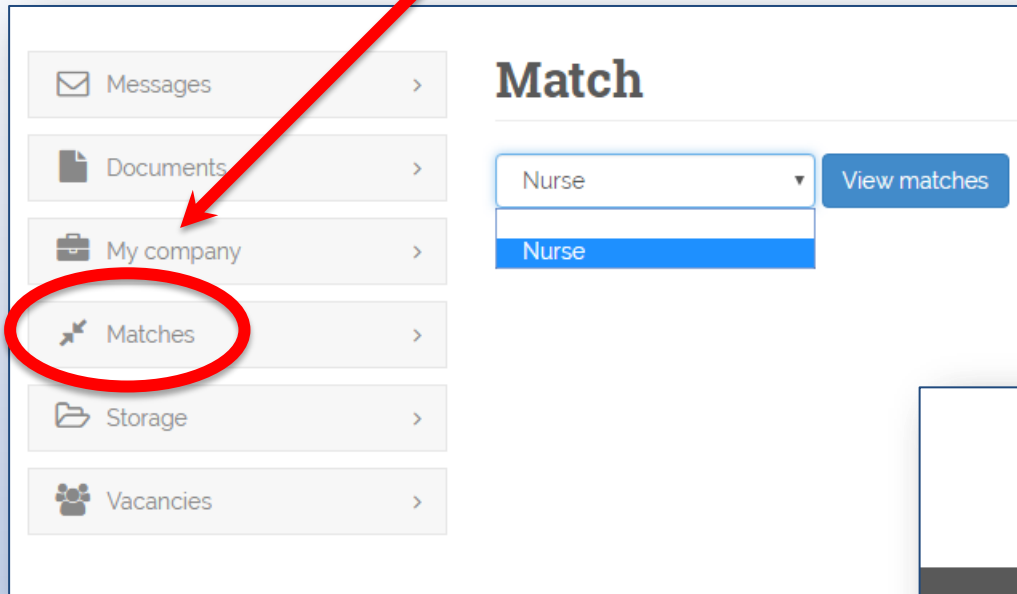 Messages
Documents
My company
Matches
Storage
Vacancies
Match
Nurse
View matches
Nurse